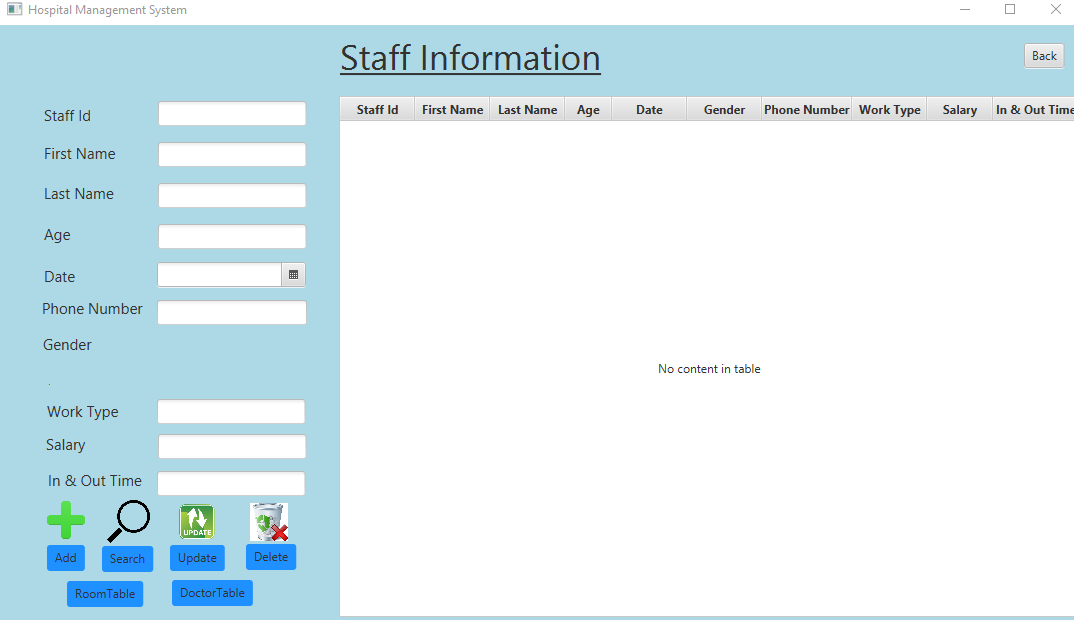 Hospital Management System
Staff Information
Back
Staff Id
First Name
Last Name
Age
Date
Phone Number
Gender
Work Type
Salary
In & Out Time
Staff Id First Name Last Name Age Date Gender Phone Number Work Type Salary In & Out Time
No content in table
UPDATE
Add Search Update Delete
RoomTable DoctorTable